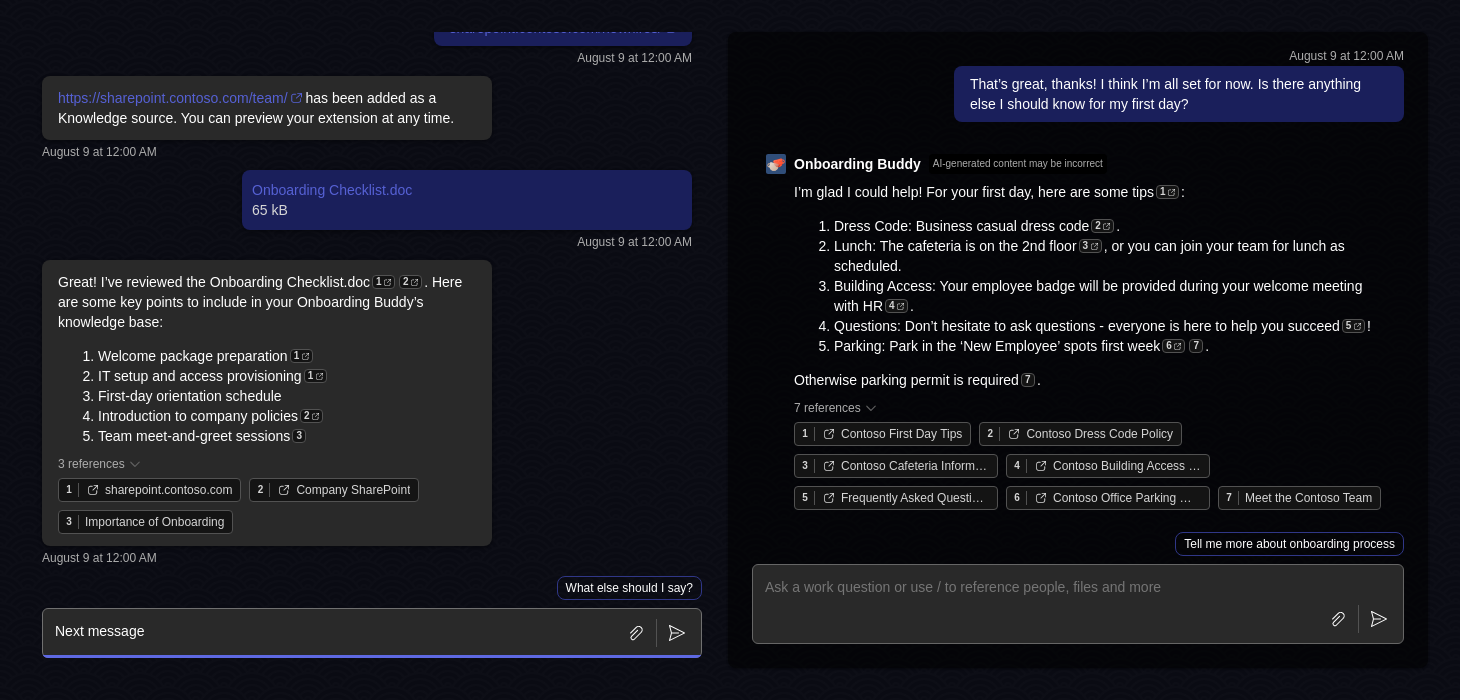 August 9 at 12:00 AM
https://sharepoint.contoso.com/team/ has been added as a
Knowledge source. You can preview your extension at any time.
August 9 at 12:00 AM
Onboarding Checklist.doc
65 kB
August 9 at 12:00 AM
Great! I’ve reviewed the Onboarding Checklist.doc 1 2 . Here
are some key points to include in your Onboarding Buddy’s
knowledge base:
1. Welcome package preparation 1
2. IT setup and access provisioning 1
3. First-day orientation schedule
4. Introduction to company policies 2
5. Team meet-and-greet sessions 3
3 references
1 sharepoint.contoso.com 2 Company SharePoint
3 Importance of Onboarding
August 9 at 12:00 AM
What else should I say?
Next message
August 9 at 12:00 AM
That’s great, thanks! I think I’m all set for now. Is there anything
else I should know for my first day?
Onboarding Buddy AI-generated content may be incorrect
I’m glad I could help! For your first day, here are some tips 1 :
1. Dress Code: Business casual dress code 2 .
2. Lunch: The cafeteria is on the 2nd floor 3 , or you can join your team for lunch as
scheduled.
3. Building Access: Your employee badge will be provided during your welcome meeting
with HR 4 .
4. Questions: Don’t hesitate to ask questions - everyone is here to help you succeed 5 !
5. Parking: Park in the ‘New Employee’ spots first week 6 7 .
Otherwise parking permit is required 7 .
7 references
1 Contoso First Day Tips 2 Contoso Dress Code Policy
3 Contoso Cafeteria Inform… 4 Contoso Building Access …
5 Frequently Asked Questi… 6 Contoso Office Parking … 7 Meet the Contoso Team
Tell me more about onboarding process
Ask a work question or use / to reference people, files and more